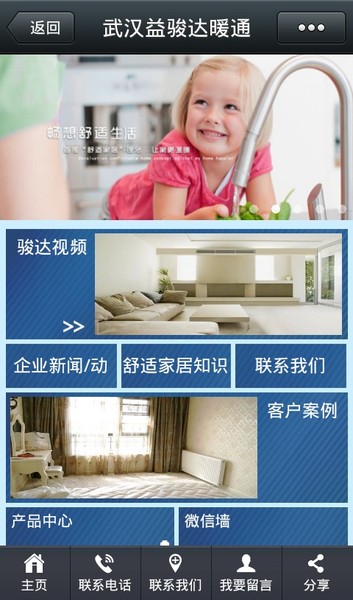 返回
武汉益骏达暖通
畅想舒适生活
骏达视频
>>
企业新闻/动
舒适家居知识
联系我们
客户案例
产品中心
微信墙
主页
联系电话
联系我们
我要留言
分享